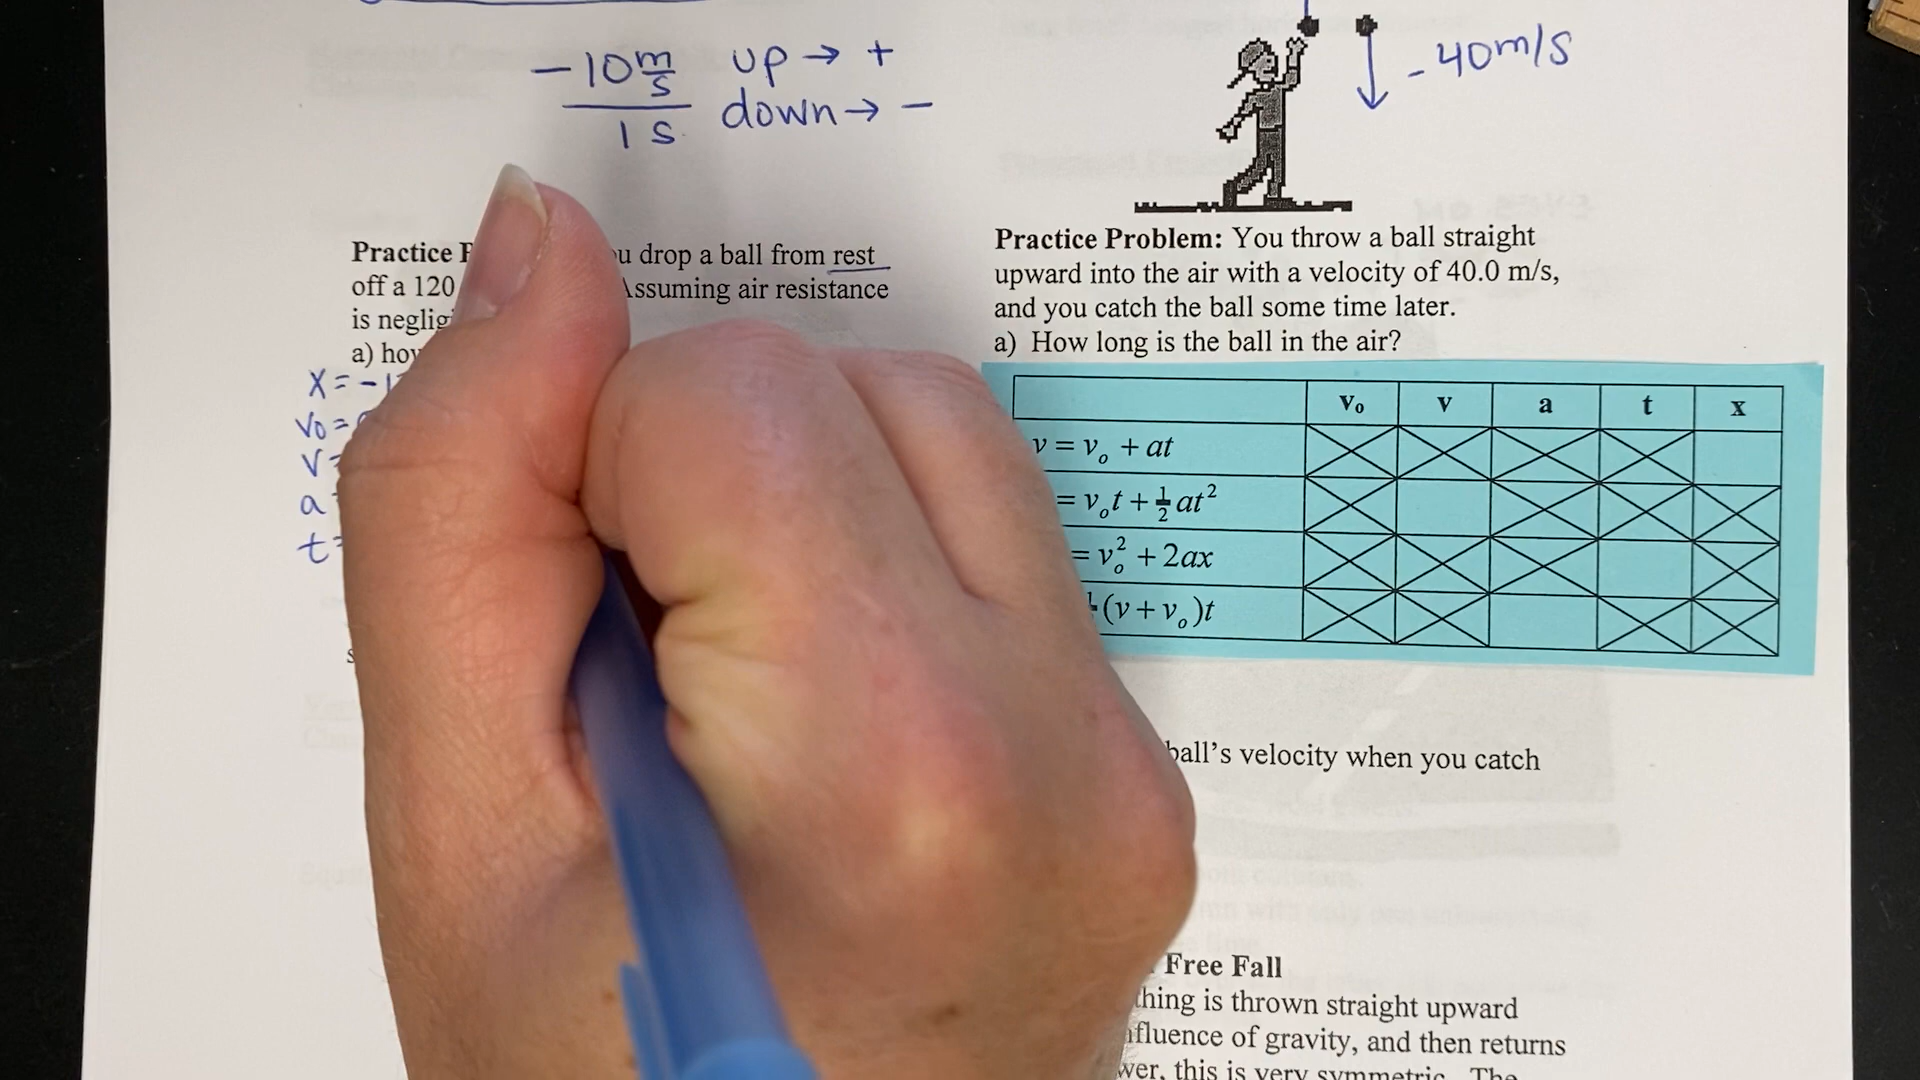 -10 m/s up → +
1 s down → -
-40m/s
Practice u drop a ball from rest
off a 120 Assuming air resistance
is neglig
a)
x = -1
v₀ =
v =
a
t =
Practice Problem: You throw a ball straight
upward into the air with a velocity of 40.0 m/s,
and you catch the ball some time later.
a) How long is the ball in the air?
v₀ v a t x
v = v₀ + at
= v₀t + ½at²
= v₀² + 2ax
(v + v₀)t
ball's velocity when you catch
Free Fall
thing is thrown straight upward
nfluence of gravity, and then returns
wer, this is very symmetric. The